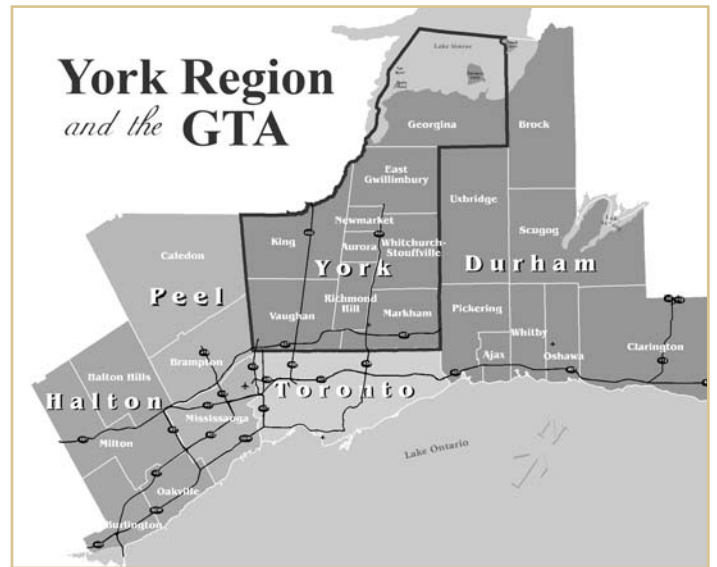 York Region
and the GTA
Lake Simcoe
Georgina
Brock
East
Gwillimbury
Uxbridge
Newmarket
King
Aurora
Whitchurch-
Stouffville
Scugog
Caledon
York
Durham
Peel
Vaughan
Richmond
Hill
Markham
Pickering
Whitby
Ajax
Oshawa
Clarington
Brampton
Halton Hills
Halton
Toronto
Mississauga
Milton
Lake Ontario
Oakville
Burlington